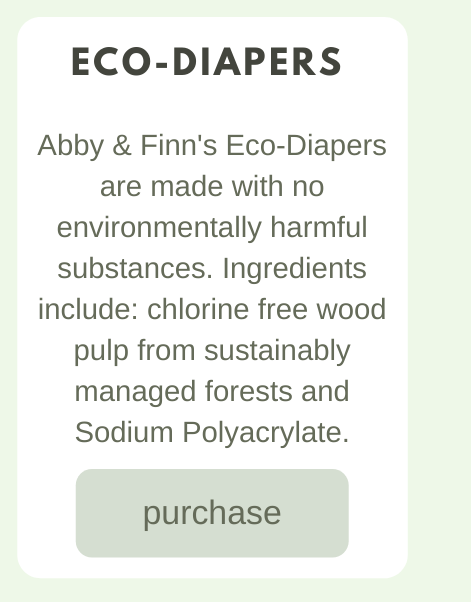 ECO-DIAPERS
Abby & Finn's Eco-Diapers
are made with no
environmentally harmful
substances. Ingredients
include: chlorine free wood
pulp from sustainably
managed forests and
Sodium Polyacrylate.
purchase